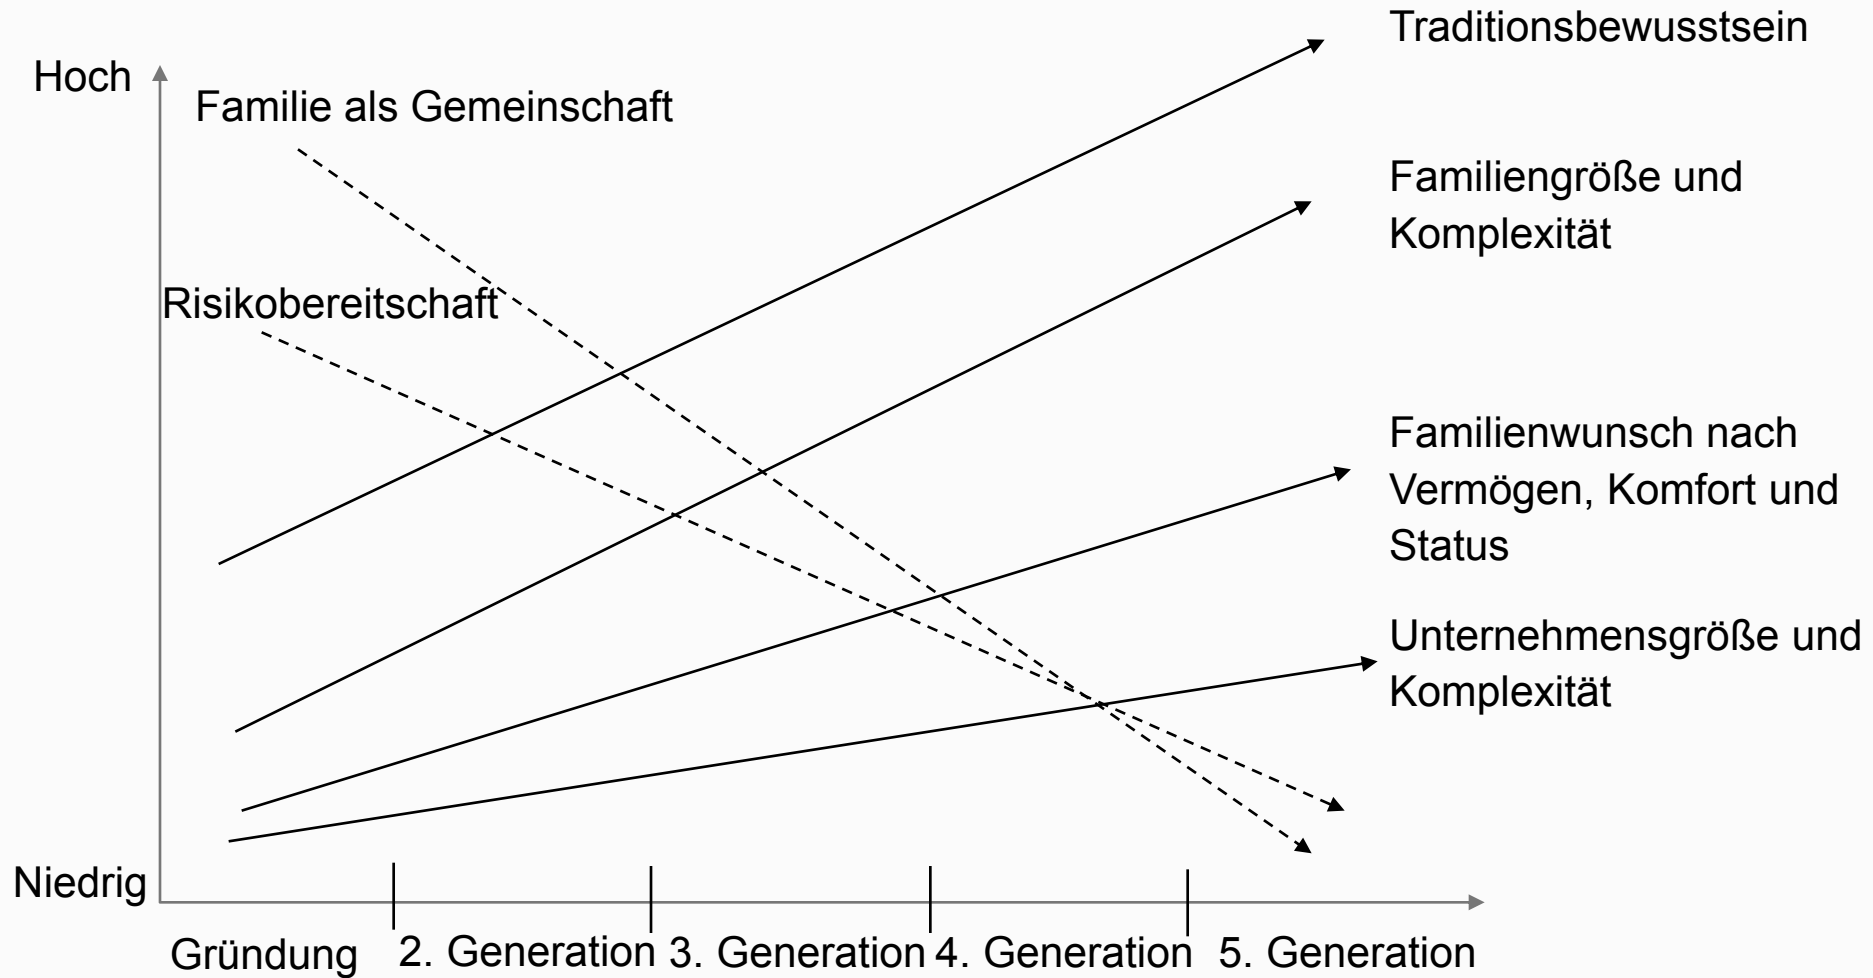 Traditionsbewusstsein
Hoch
Familie als Gemeinschaft
Familiengröße und
Komplexität
Risikobereitschaft
Familienwunsch nach
Vermögen, Komfort und
Status
Unternehmensgröße und
Komplexität
Niedrig
Gründung
2. Generation
3. Generation
4. Generation
5. Generation